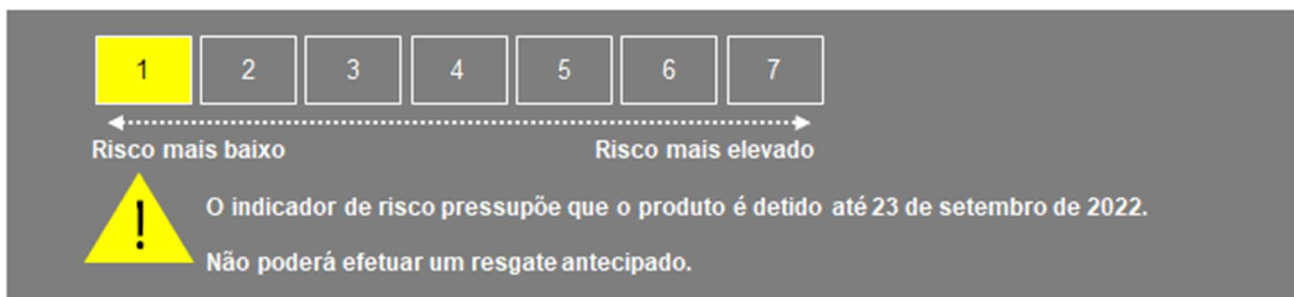 1 2 3 4 5 6 7
Risco mais baixo Risco mais elevado
! O indicador de risco pressupõe que o produto é detido até 23 de setembro de 2022.
Não poderá efetuar um resgate antecipado.